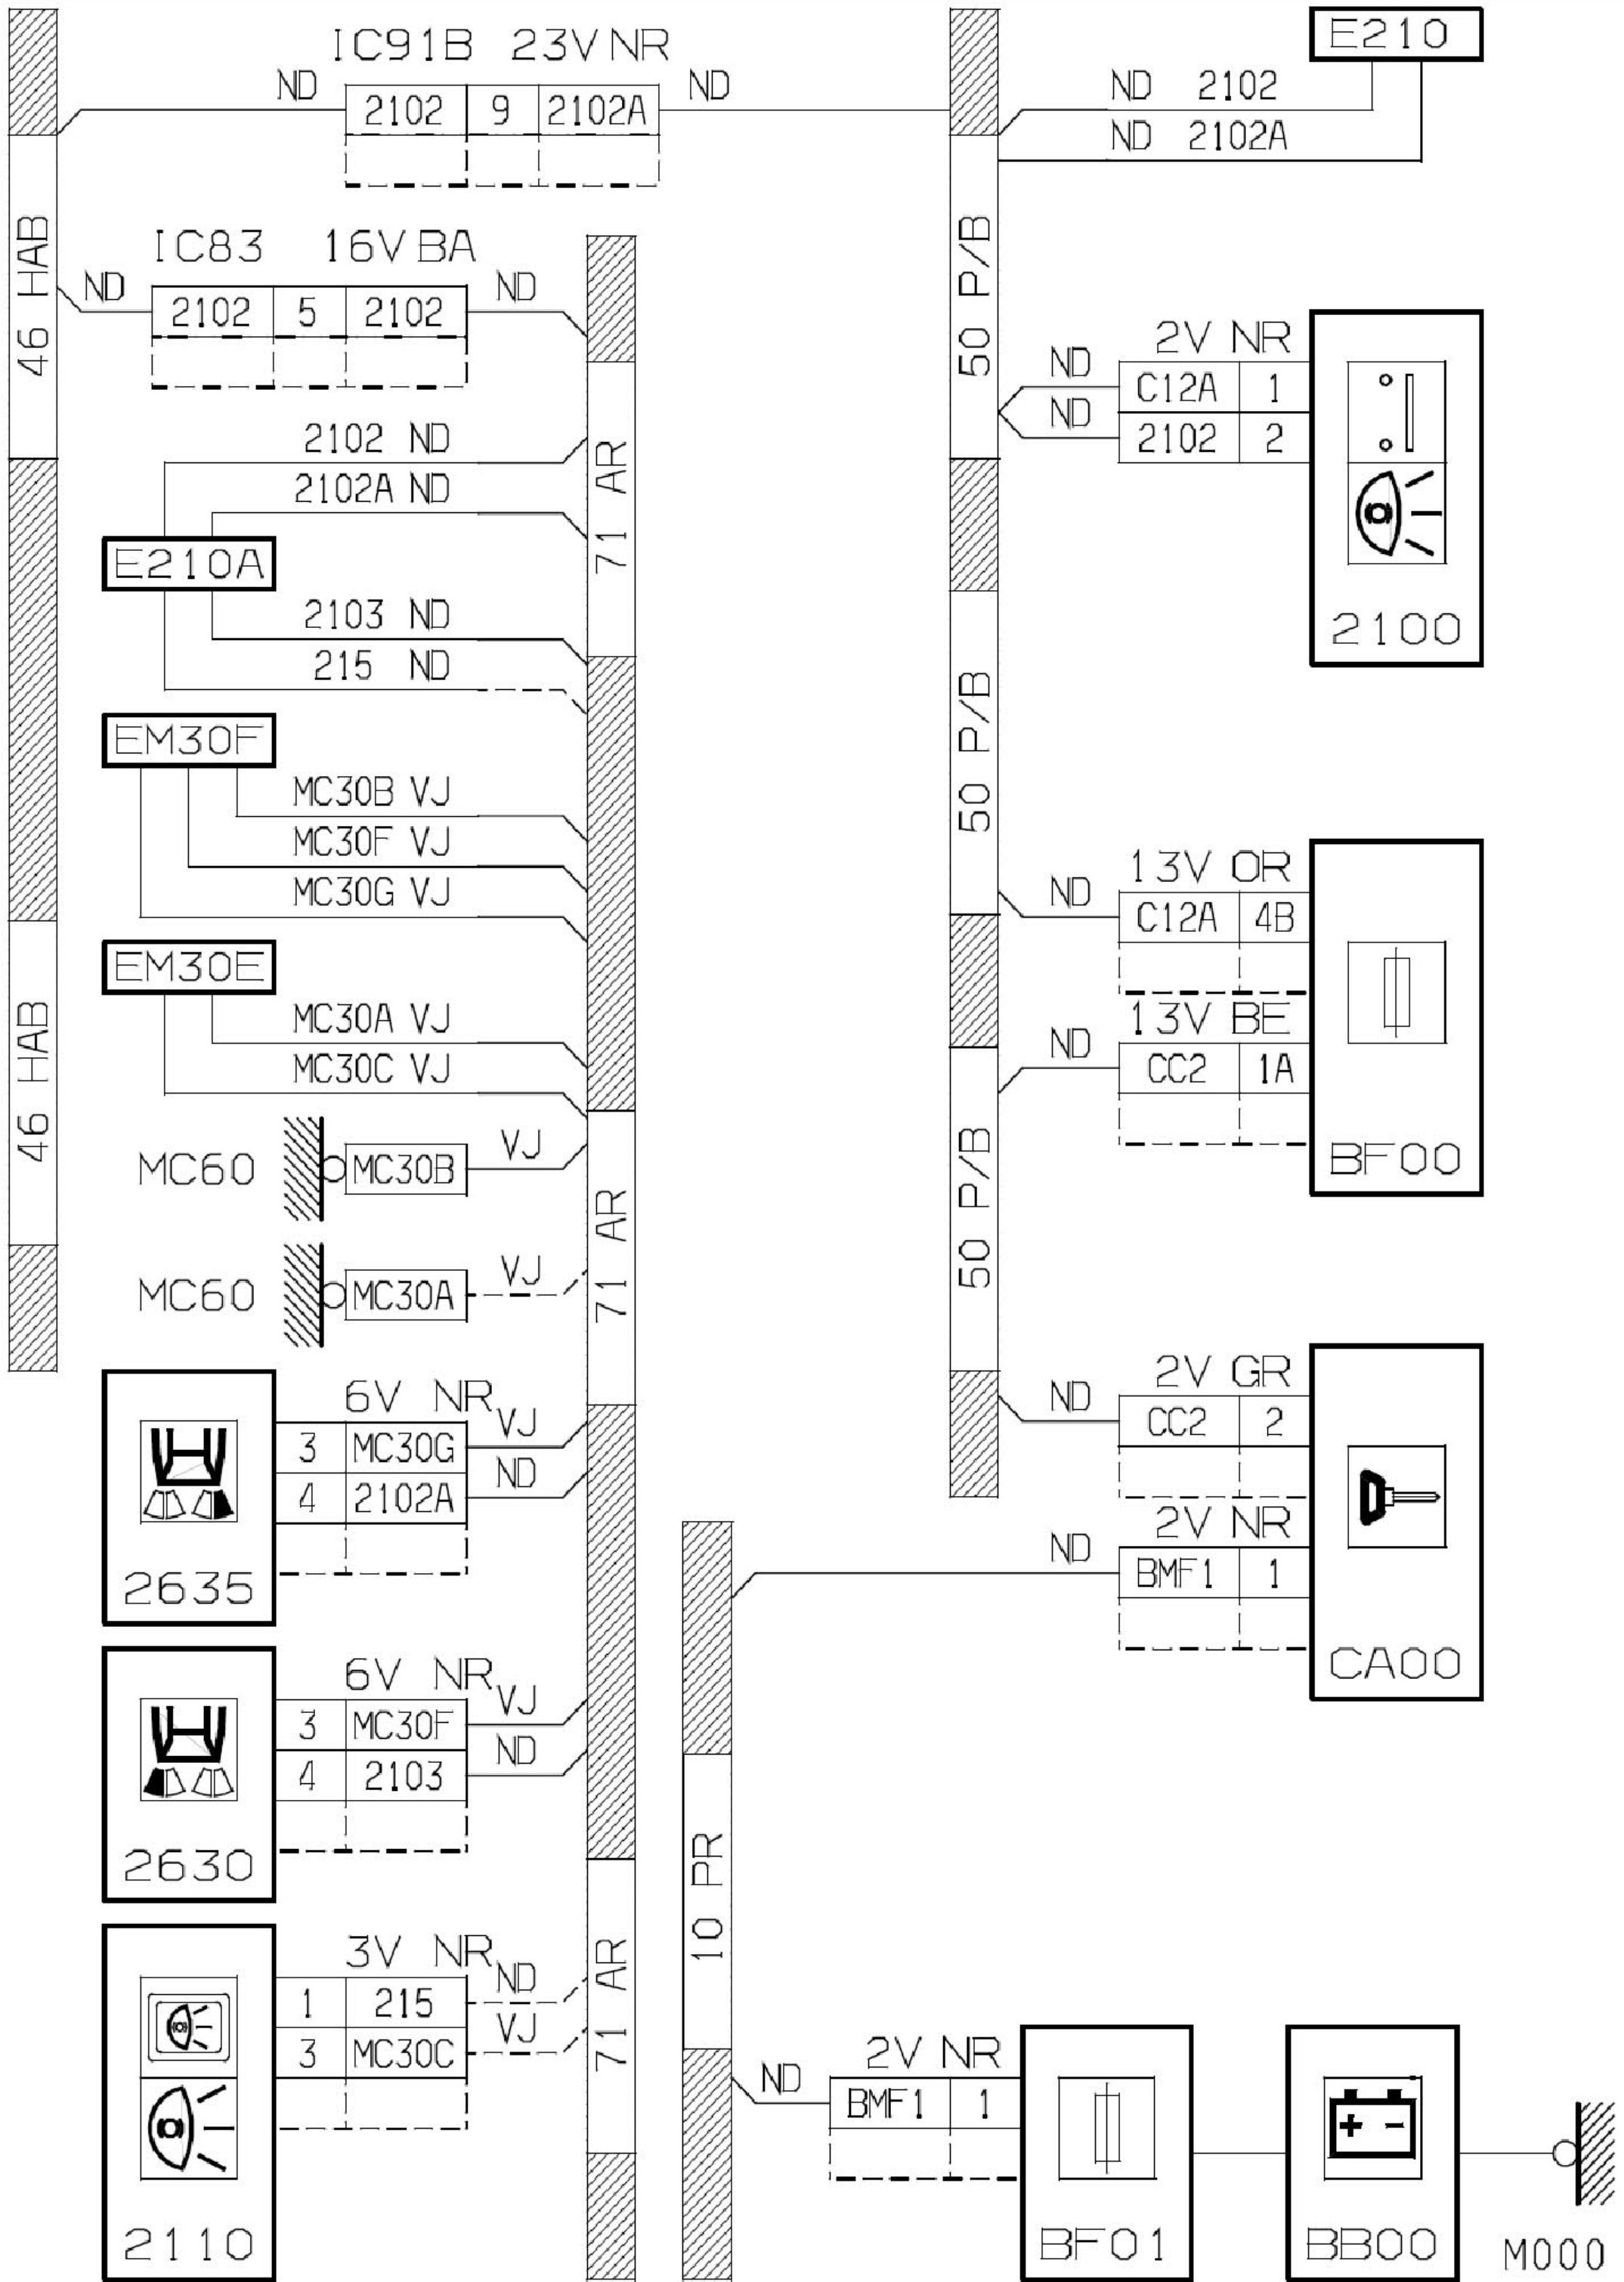 IC91B 23V NR
E210
ND 2102 9 2102A ND
ND 2102
ND 2102A
46 HAB
IC83 16V BA
ND 2102 5 2102 ND
50 P/B
2V NR
ND C12A 1
ND 2102 2
2100
2102 ND
2102A ND
71 AR
E210A
2103 ND
215 ND
EM30F
MC30B VJ
MC30F VJ
MC30G VJ
50 P/B
13V OR
ND C12A 4B
13V BE
ND CC2 1A
BF00
EM30E
MC30A VJ
MC30C VJ
46 HAB
MC60 MC30B VJ
MC60 MC30A VJ
71 AR
50 P/B
6V NR
3 MC30G VJ
4 2102A ND
2635
2V GR
ND CC2 2
2V NR
ND BMF1 1
CA00
6V NR
3 MC30F VJ
4 2103 ND
2630
10 PR
3V NR
1 215 ND
3 MC30C VJ
2110
71 AR
2V NR
ND BMF1 1
BF01
+ -
BB00
M000